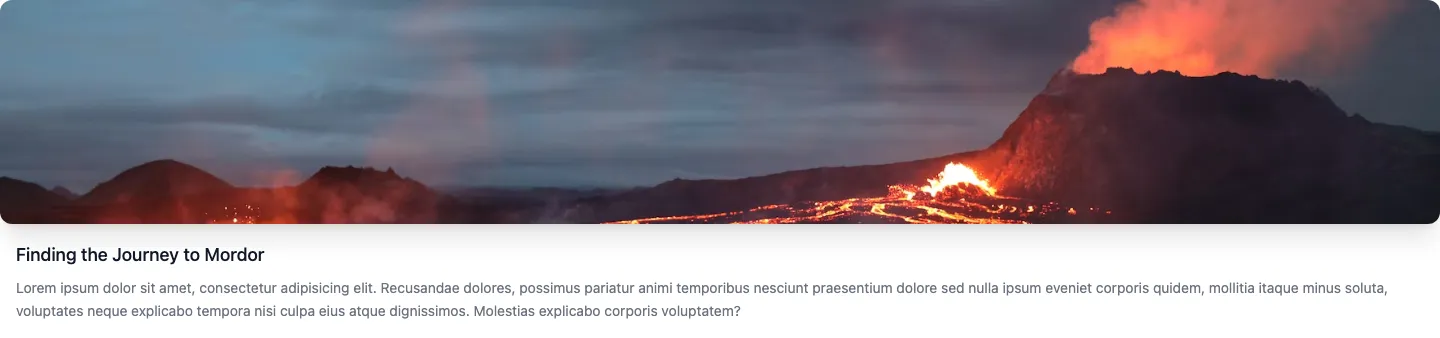 Finding the Journey to Mordor
Lorem ipsum dolor sit amet, consectetur adipisicing elit. Recusandae dolores, possimus pariatur animi temporibus nesciunt praesentium dolore sed nulla ipsum eveniet corporis quidem, mollitia itaque minus soluta,
voluptates neque explicabo tempora nisi culpa eius atque dignissimos. Molestias explicabo corporis voluptatem?